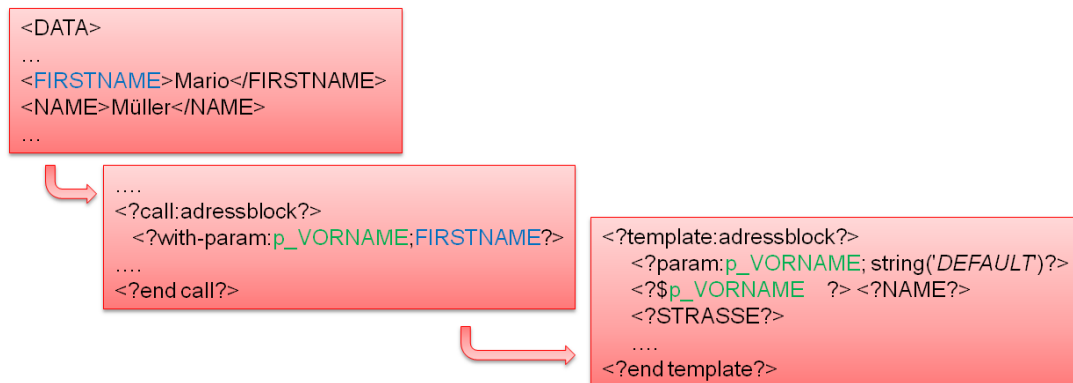 <DATA>
...
<FIRSTNAME>Mario</FIRSTNAME>
<NAME>Müller</NAME>
...
....
<?call:adressblock?>
<?with-param:p_VORNAME;FIRSTNAME?>
....
<?end call?>
<?template:adressblock?>
<?param:p_VORNAME; string('DEFAULT')?>
<?$p_VORNAME ?> <?NAME?>
<?STRASSE?>
....
<?end template?>